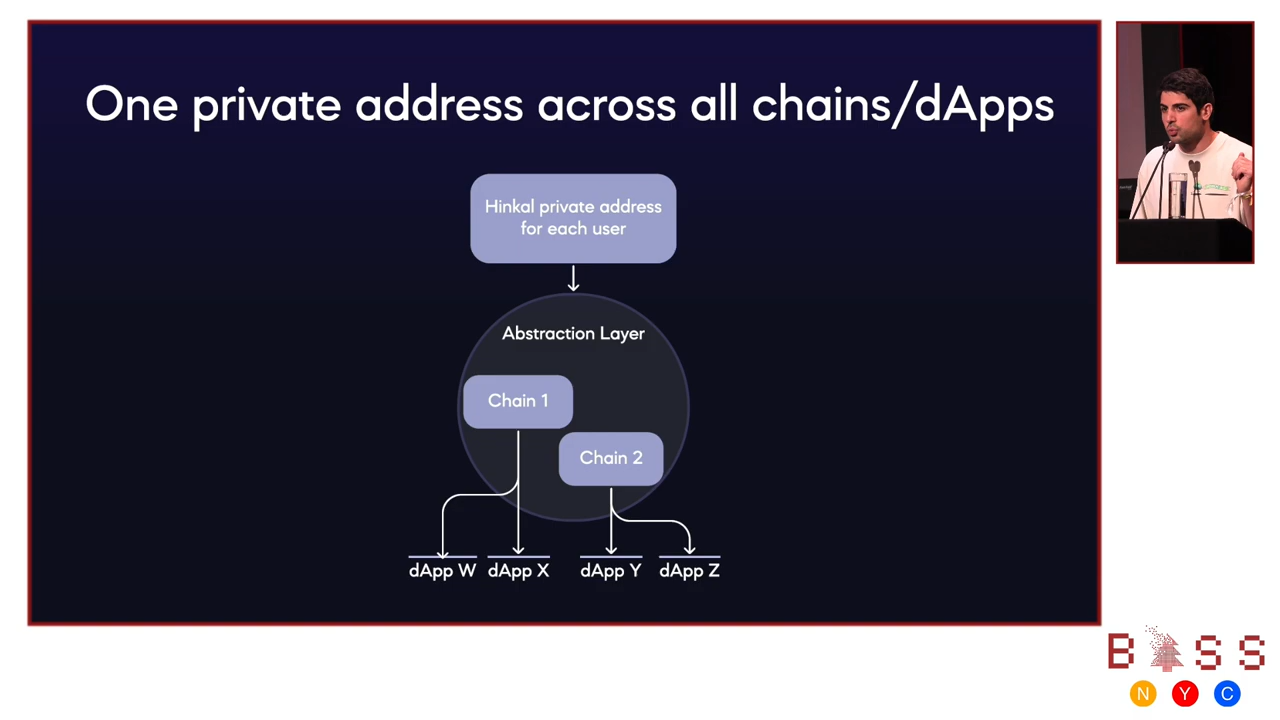 One private address across all chains/dApps
Hinkal private address
for each user
Abstraction Layer
Chain 1
Chain 2
dApp W
dApp X
dApp Y
dApp Z
B SS
N Y C